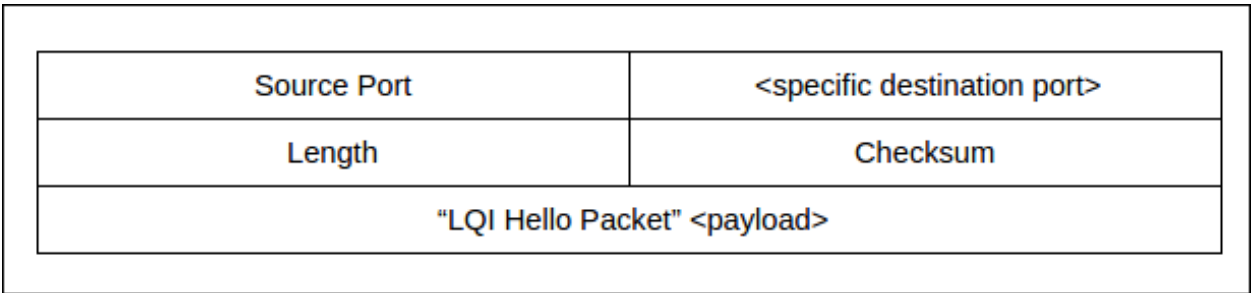 Source Port <specific destination port>
Length Checksum
“LQI Hello Packet” <payload>